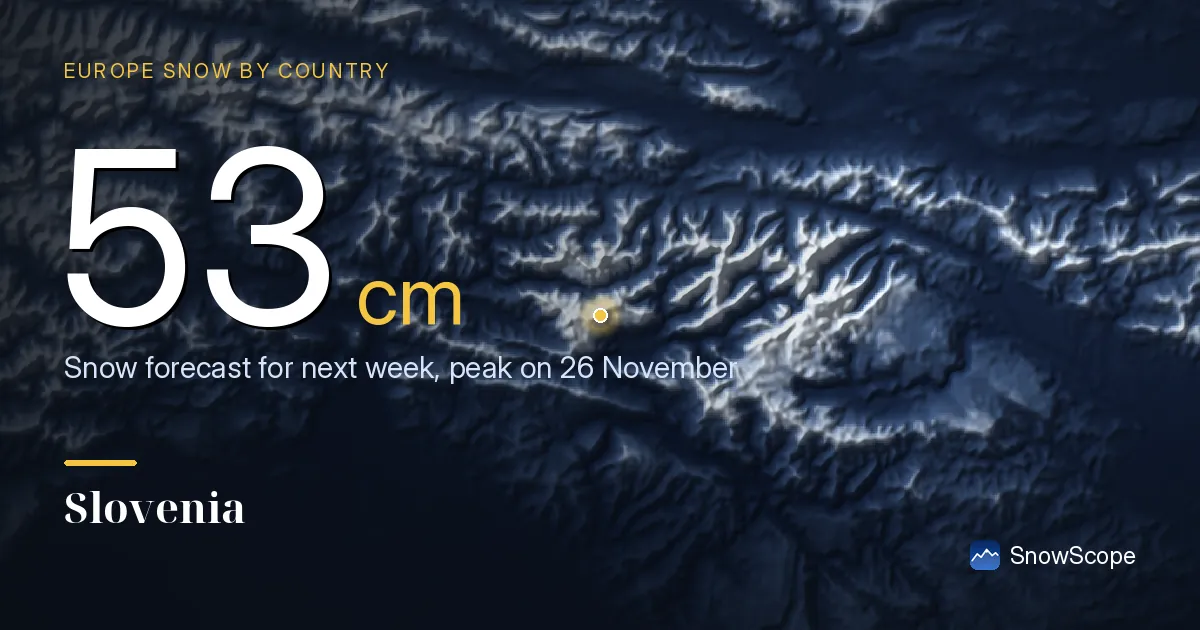 EUROPE SNOW BY COUNTRY
53 cm
Snow forecast for next week, peak on 26 November
Slovenia
SnowScope